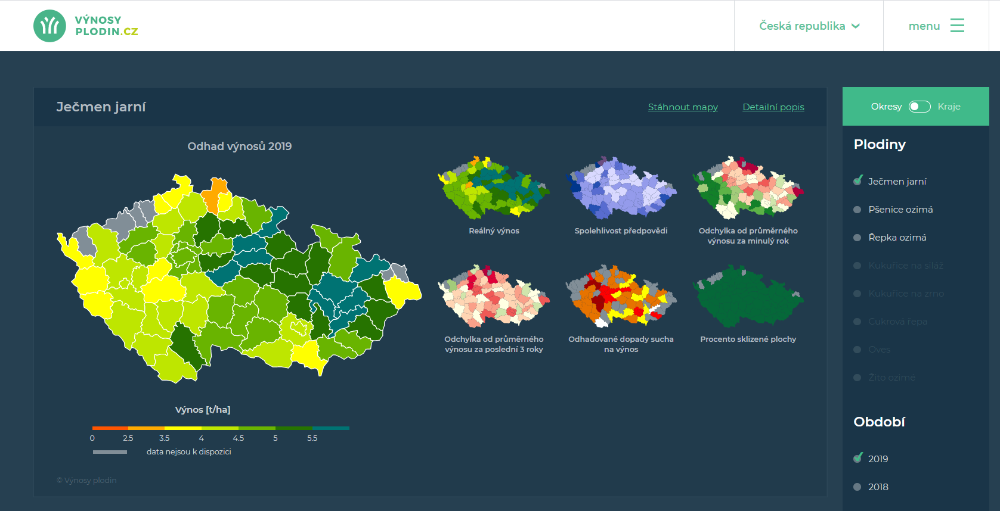 VÝNOSY
PLODIN.CZ
Česká republika
menu
Ječmen jarní
Stáhnout mapy
Detailní popis
Okresy
Kraje
Odhad výnosů 2019
Reálný výnos
Spolehlivost předpovědi
Odchylka od průměrného
výnosu za minulý rok
Odchylka od průměrného
výnosu za poslední 3 roky
Odhadované dopady sucha
na výnos
Procento sklizené plochy
Výnos [t/ha]
0
2.5
3.5
4
4.5
5
5.5
data nejsou k dispozici
© Výnosy plodin
Plodiny
Ječmen jarní
Pšenice ozimá
Řepka ozimá
Kukuřice na siláž
Kukuřice na zrno
Cukrová řepa
Oves
Žito ozimé
Období
2019
2018